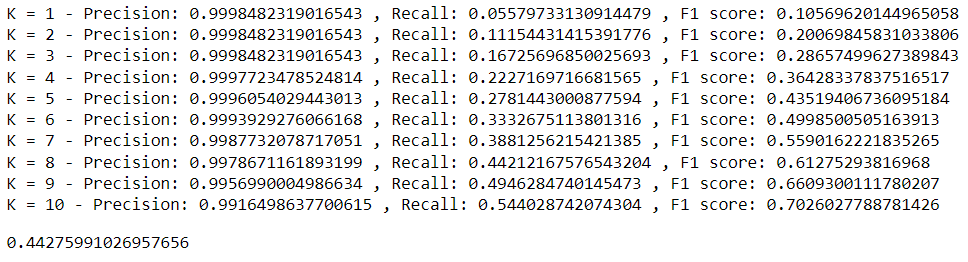 K = 1 - Precision: 0.9998482319016543 , Recall: 0.05579733130914479 , F1 score: 0.10569620144965058
K = 2 - Precision: 0.9998482319016543 , Recall: 0.11154431415391776 , F1 score: 0.20069845831033806
K = 3 - Precision: 0.9998482319016543 , Recall: 0.16725696850025693 , F1 score: 0.28657499627389843
K = 4 - Precision: 0.9997723478524814 , Recall: 0.2227169716681565 , F1 score: 0.36428337837516517
K = 5 - Precision: 0.9996054029443013 , Recall: 0.2781443000877594 , F1 score: 0.43519406736095184
K = 6 - Precision: 0.9993929276066168 , Recall: 0.3332675113801316 , F1 score: 0.4998500505163913
K = 7 - Precision: 0.9987732078717051 , Recall: 0.3881256215421385 , F1 score: 0.5590162221835265
K = 8 - Precision: 0.9978671161893199 , Recall: 0.44212167576543204 , F1 score: 0.61275293816968
K = 9 - Precision: 0.9956990004986634 , Recall: 0.4946284740145473 , F1 score: 0.6609300111780207
K = 10 - Precision: 0.9916498637700615 , Recall: 0.544028742074304 , F1 score: 0.7026027788781426
0.44275991026957656